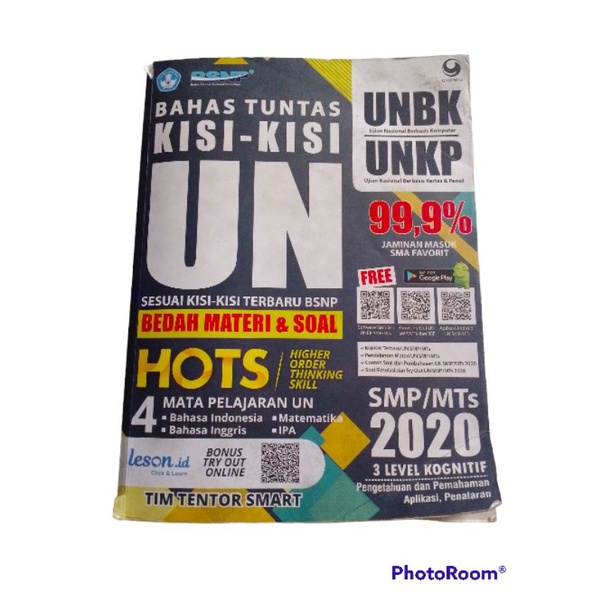 BSNP
BAHAS TUNTAS
KISI-KISI
UN
SESUAI KISI-KISI TERBARU BSNP
BEDAH MATERI & SOAL
HOTS
HIGHER
ORDER
THINKING
SKILL
4 MATA PELAJARAN UN
Bahasa Indonesia
Matematika
Bahasa Inggris
IPA
leson.id
Click & Learn
BONUS
TRY OUT
ONLINE
TIM TENTOR SMART
UNBK
Ujian Nasional Berbasis Komputer
UNKP
Ujian Nasional Berbasis Kertas & Pensil
99,9%
JAMINAN MASUK
SMA FAVORIT
FREE
Google Play
SMP/MTs
2020
3 LEVEL KOGNITIF
Pengetahuan dan Pemahaman
Aplikasi, Penalaran
PhotoRoom®